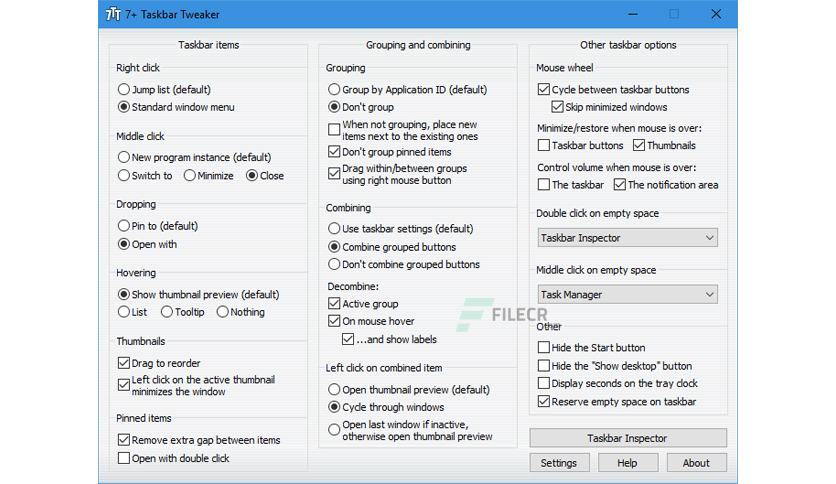 7+ Taskbar Tweaker
Taskbar items
Right click
Jump list (default)
Standard window menu
Middle click
New program instance (default)
Switch to Minimize Close
Dropping
Pin to (default)
Open with
Hovering
Show thumbnail preview (default)
List Tooltip Nothing
Thumbnails
Drag to reorder
Left click on the active thumbnail
minimizes the window
Pinned items
Remove extra gap between items
Open with double click
Grouping and combining
Grouping
Group by Application ID (default)
Don't group
When not grouping, place new
items next to the existing ones
Don't group pinned items
Drag within/between groups
using right mouse button
Combining
Use taskbar settings (default)
Combine grouped buttons
Don't combine grouped buttons
Decombine:
Active group
On mouse hover
...and show labels
Left click on combined item
Open thumbnail preview (default)
Cycle through windows
Open last window if inactive,
otherwise open thumbnail preview
FILECR
Other taskbar options
Mouse wheel
Cycle between taskbar buttons
Skip minimized windows
Minimize/restore when mouse is over:
Taskbar buttons Thumbnails
Control volume when mouse is over:
The taskbar The notification area
Double click on empty space
Taskbar Inspector
Middle click on empty space
Task Manager
Other
Hide the Start button
Hide the "Show desktop" button
Display seconds on the tray clock
Reserve empty space on taskbar
Taskbar Inspector
Settings Help About